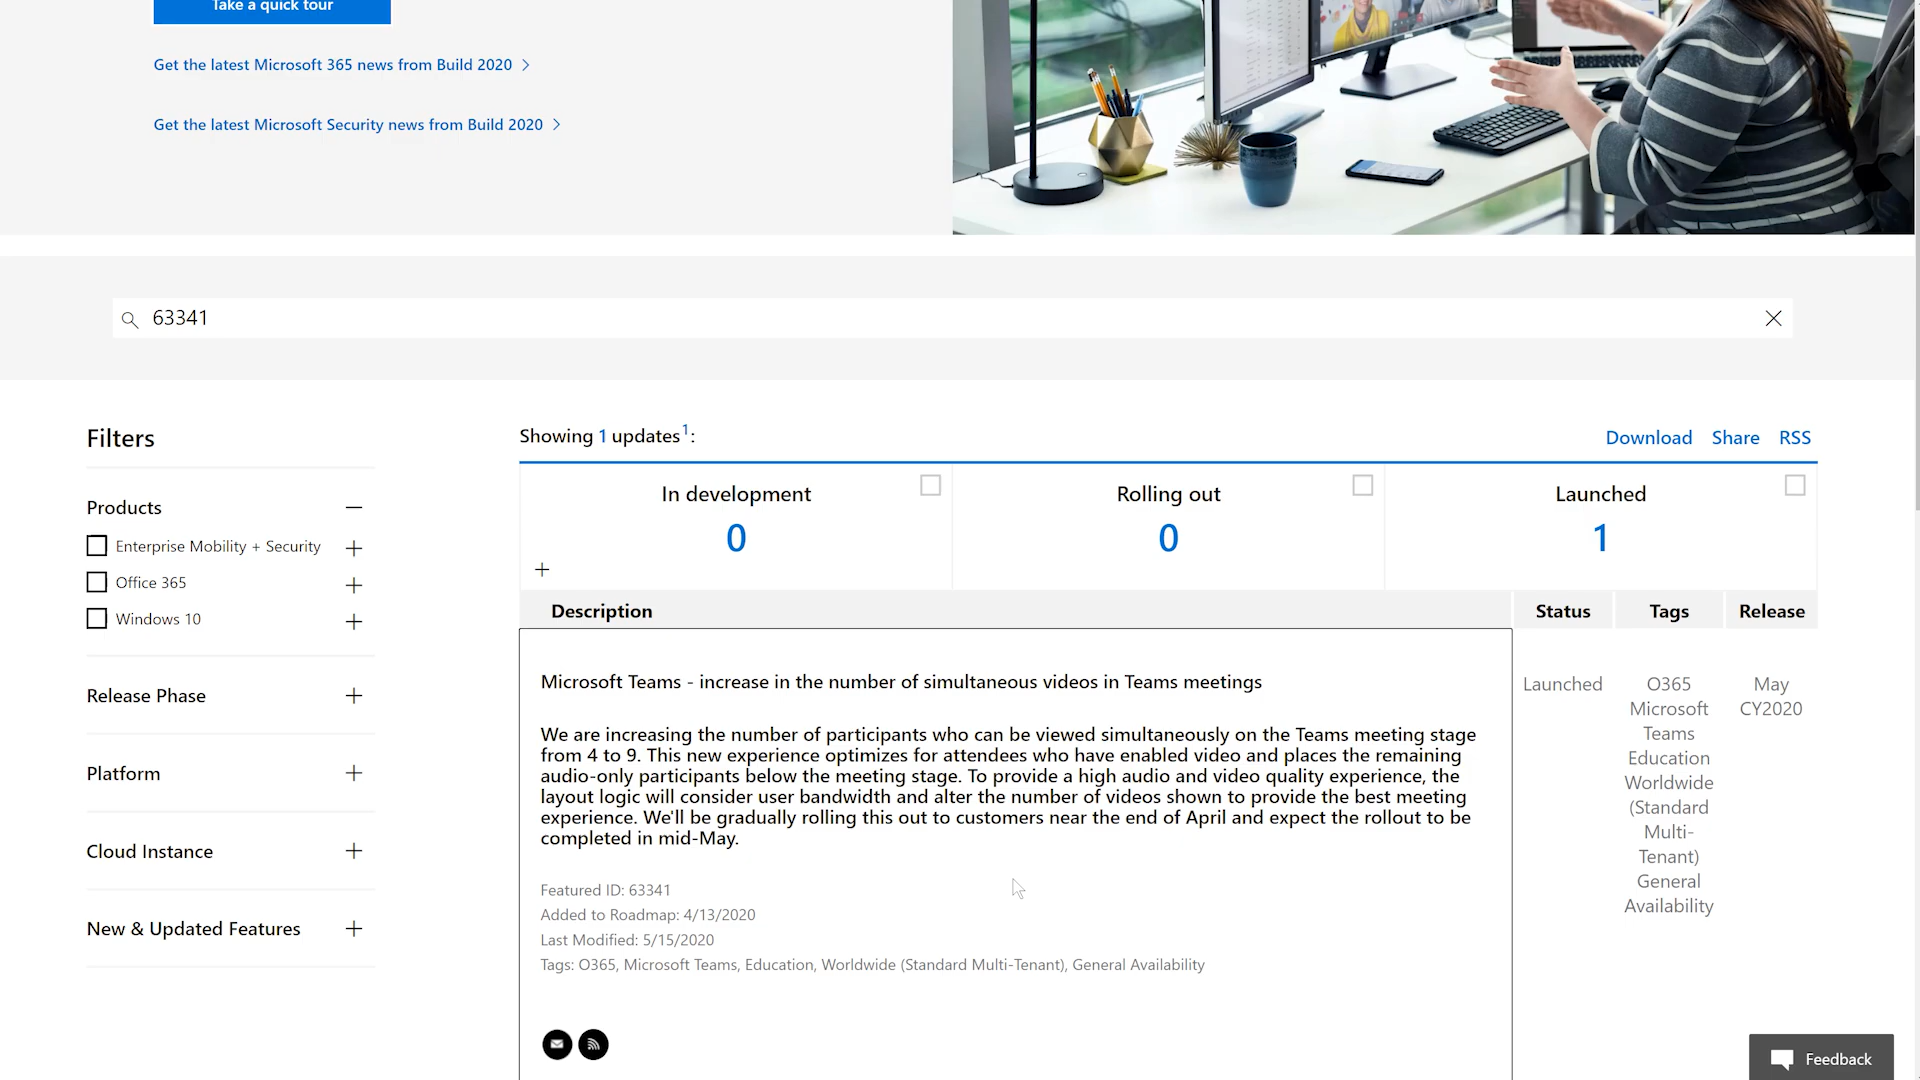 Take a quick tour
Get the latest Microsoft 365 news from Build 2020
Get the latest Microsoft Security news from Build 2020
63341
Filters
Showing 1 updates1:
Download Share RSS
In development
0
Rolling out
0
Launched
1
Products
Enterprise Mobility + Security
Office 365
Windows 10
Release Phase
Platform
Cloud Instance
New & Updated Features
Description
Status
Tags
Release
Microsoft Teams - increase in the number of simultaneous videos in Teams meetings
We are increasing the number of participants who can be viewed simultaneously on the Teams meeting stage
from 4 to 9. This new experience optimizes for attendees who have enabled video and places the remaining
audio-only participants below the meeting stage. To provide a high audio and video quality experience, the
layout logic will consider user bandwidth and alter the number of videos shown to provide the best meeting
experience. We'll be gradually rolling this out to customers near the end of April and expect the rollout to be
completed in mid-May.
Featured ID: 63341
Added to Roadmap: 4/13/2020
Last Modified: 5/15/2020
Tags: O365, Microsoft Teams, Education, Worldwide (Standard Multi-Tenant), General Availability
Launched
O365
Microsoft
Teams
Education
Worldwide
(Standard
Multi-
Tenant)
General
Availability
May
CY2020
Feedback